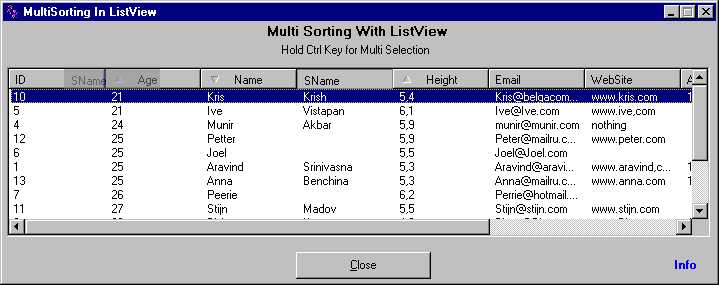 MultiSorting In ListView
Multi Sorting With ListView
Hold Ctrl Key for Multi Selection
ID SName Age Name SName Height Email WebSite A
10 21 Kris Krish 5,4 Kris@belgacom... www.kris.com 1
5 21 Ive Vistapan 6,1 Ive@Ive.com www.ive,com
4 24 Munir Akbar 5,9 munir@munir.com nothing
12 25 Petter 5,9 Peter@mailru.c... www.peter.com
6 25 Joel 5,5 Joel@Joel.com
1 25 Aravind Srinivasna 5,3 Aravind@aravi... www.aravind,c... 1
13 25 Anna Benchina 5,3 Anna@mailru.c... www.anna.com 1
7 26 Peerie 6,2 Perrie@hotmail....
11 27 Stijn Madov 5,5 Stijn@stijn.com www.stijn.com
Close
Info